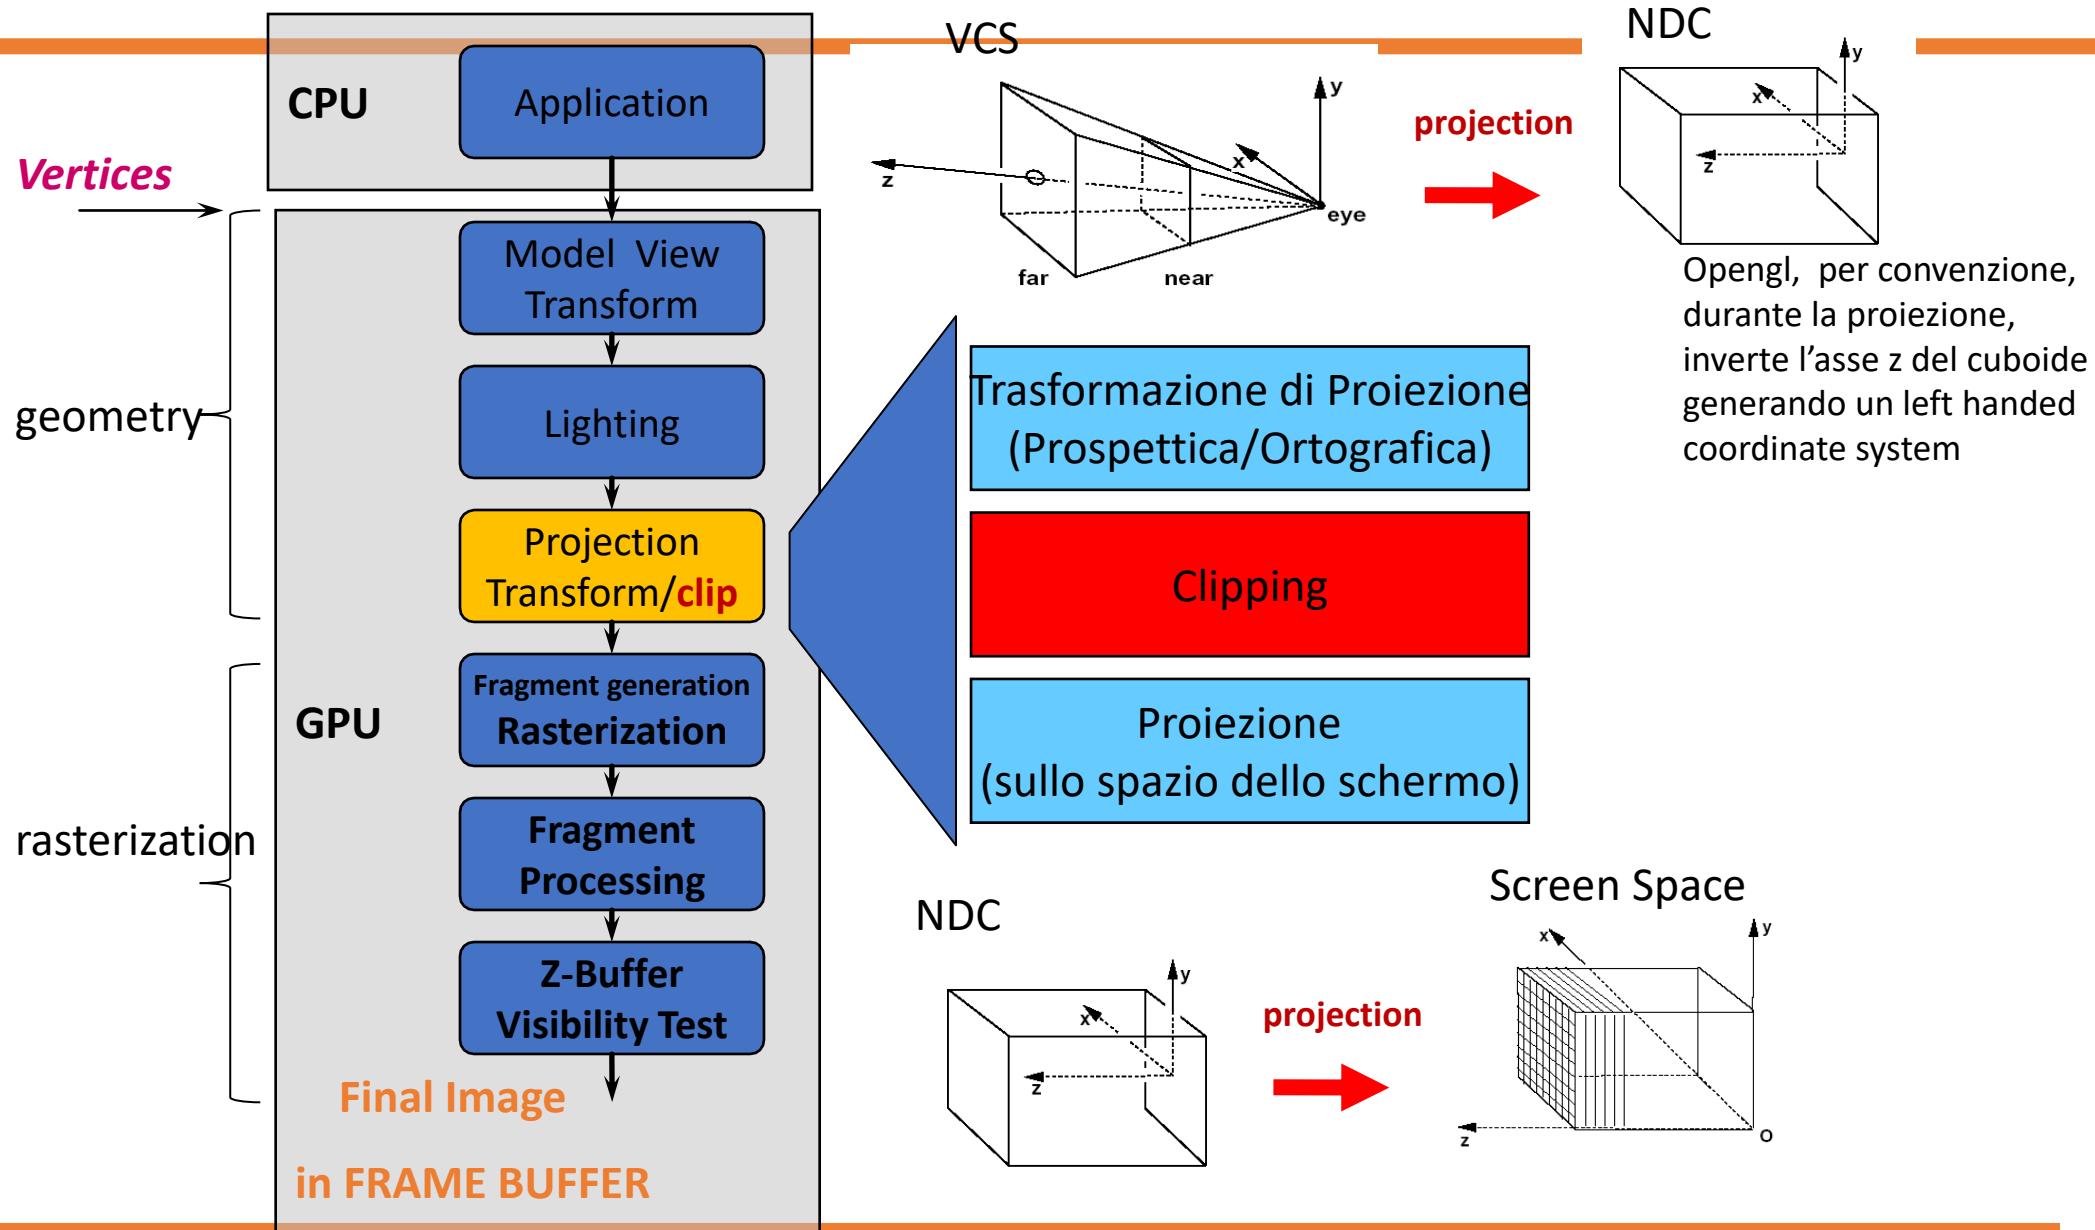 CPU
Application
Vertices
geometry
rasterization
GPU
Model View
Transform
Lighting
Projection
Transform/clip
Fragment generation
Rasterization
Fragment
Processing
Z-Buffer
Visibility Test
Final Image
in FRAME BUFFER
VCS
y
x
z
eye
far
near
projection
NDC
y
x
z
Opengl, per convenzione,
durante la proiezione,
inverte l'asse z del cuboide
generando un left handed
coordinate system
Trasformazione di Proiezione
(Prospettica/Ortografica)
Clipping
Proiezione
(sullo spazio dello schermo)
NDC
y
x
z
projection
Screen Space
x
y
z
O